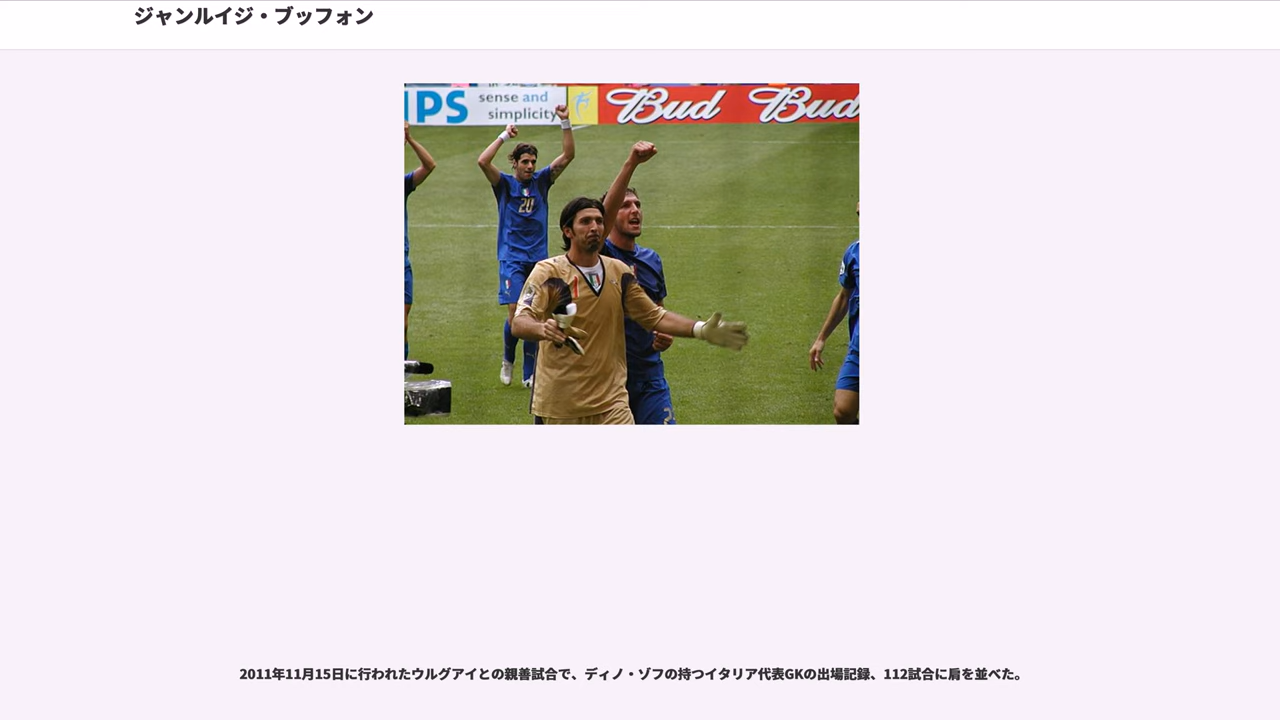 ジャンルイジ・ブッフォン
IPS
sense and
simplicity
Bud
Bud
20
2011年11月15日に行われたウルグアイとの親善試合で、ディノ・ゾフの持つイタリア代表GKの出場記録、112試合に肩を並べた。